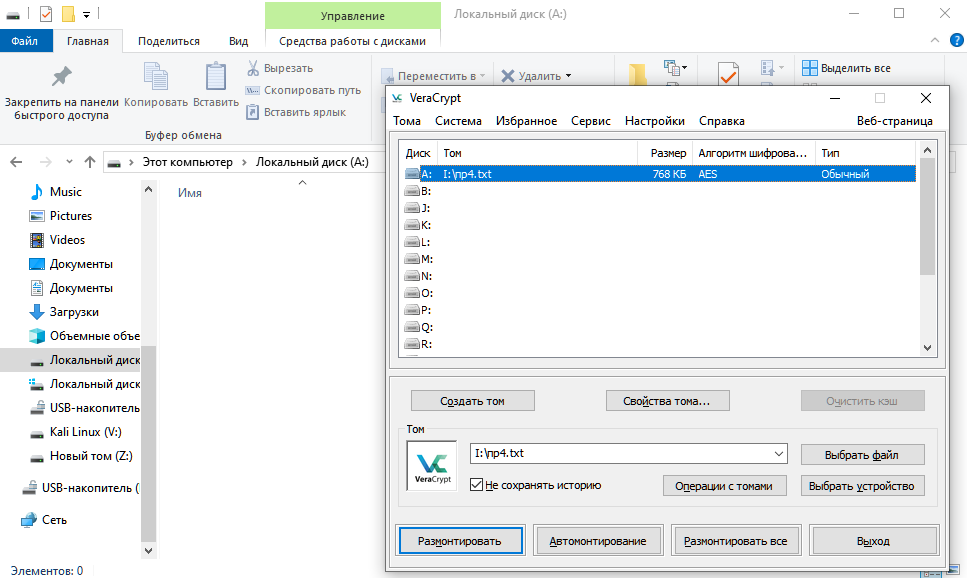 Управление
Локальный диск (A:)
Файл
Главная
Поделиться
Вид
Средства работы с дисками
Закрепить на панели
быстрого доступа
Копировать
Вставить
Вырезать
Скопировать путь
Вставить ярлык
Буфер обмена
Переместить в
Удалить
Выделить все
Этот компьютер
Локальный диск (A:)
Music
Pictures
Videos
Документы
Документы
Загрузки
Объемные объе
Локальный диск
Локальный диск
USB-накопитель
Kali Linux (V:)
Новый том (Z:)
USB-накопитель (
Сеть
Имя
Элементов: 0
VeraCrypt
Тома Система Избранное Сервис Настройки Справка Веб-страница
Диск Том Размер Алгоритм шифрова... Тип
A: I:\пр4.txt 768 КБ AES Обычный
B:
J:
K:
L:
M:
N:
O:
P:
Q:
R:
Создать том
Свойства тома...
Очистить кэш
Том
VeraCrypt
I:\пр4.txt
Выбрать файл
Не сохранять историю
Операции с томами
Выбрать устройство
Размонтировать
Автомонтирование
Размонтировать все
Выход